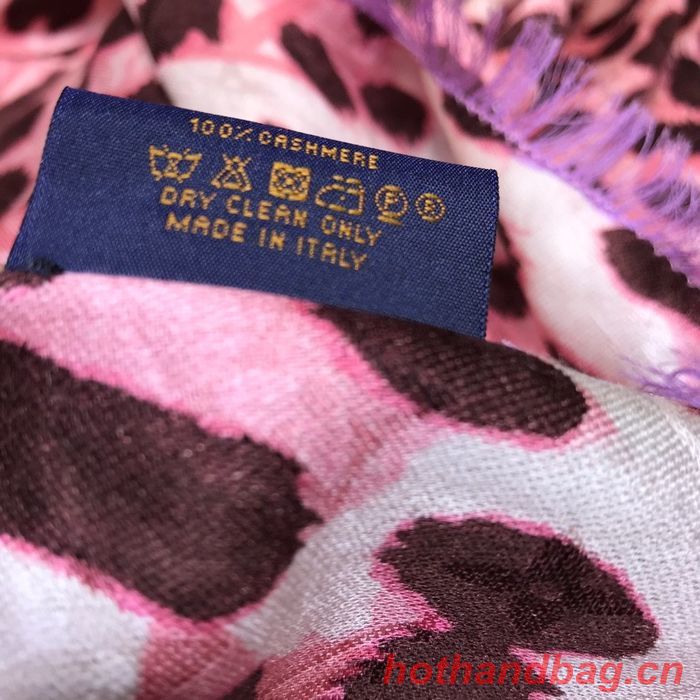 100% CASHMERE
P ®
DRY CLEAN ONLY
MADE IN ITALY
hothandbag.cn